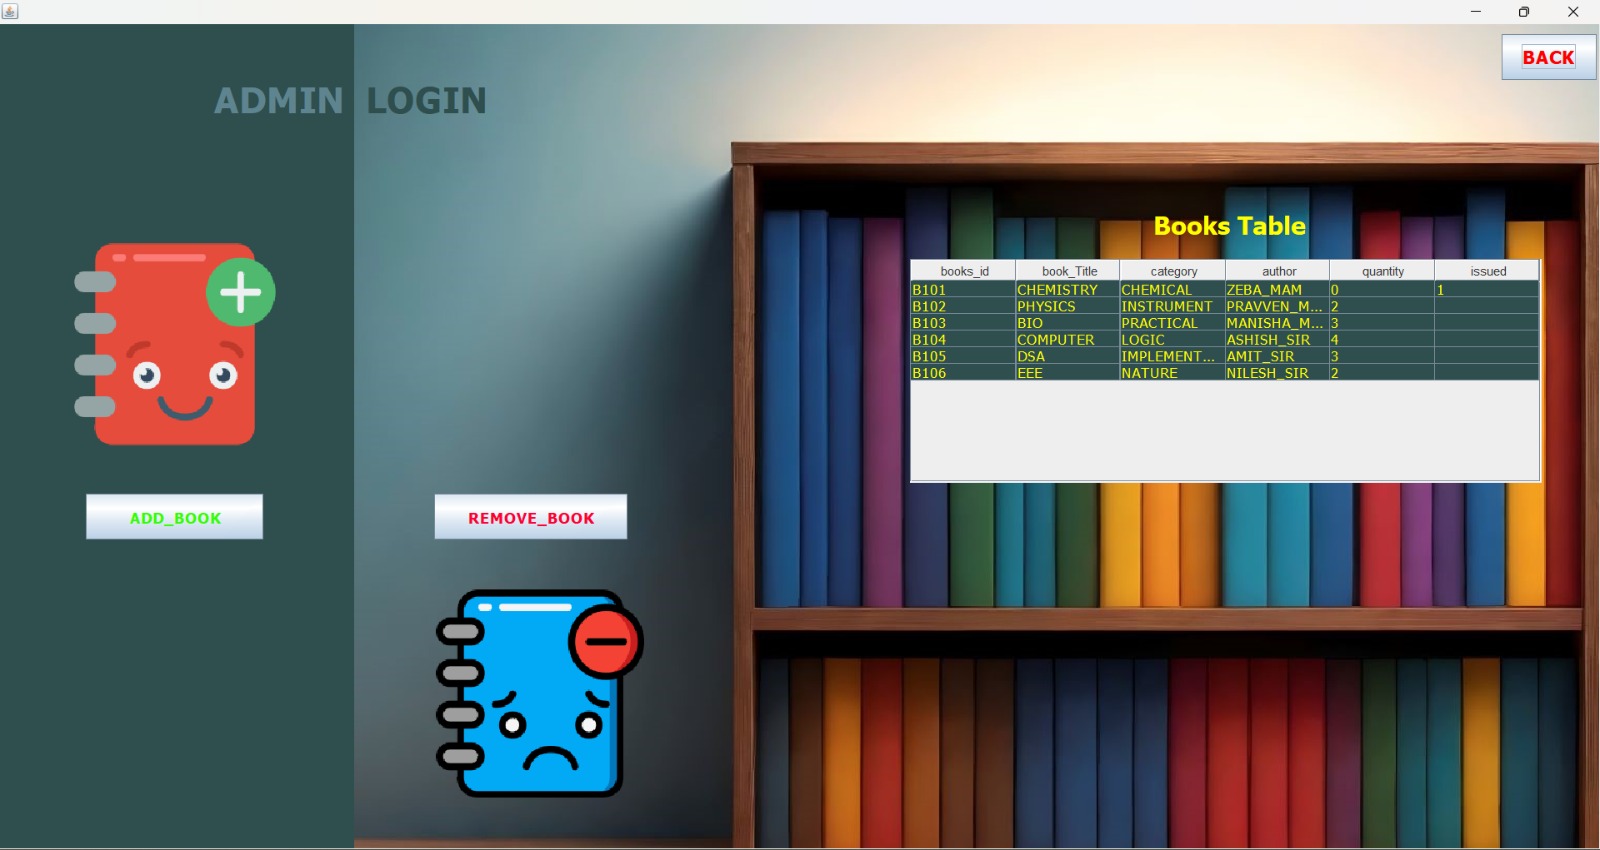 BACK
ADMIN LOGIN
Books Table
books_id book_Title category author quantity issued
B101 CHEMISTRY CHEMICAL ZEBA_MAM 0 1
B102 PHYSICS INSTRUMENT PRAVVEN_M... 2
B103 BIO PRACTICAL MANISHA_M... 3
B104 COMPUTER LOGIC ASHISH_SIR 4
B105 DSA IMPLEMENT... AMIT_SIR 3
B106 EEE NATURE NILESH_SIR 2
ADD_BOOK
REMOVE_BOOK